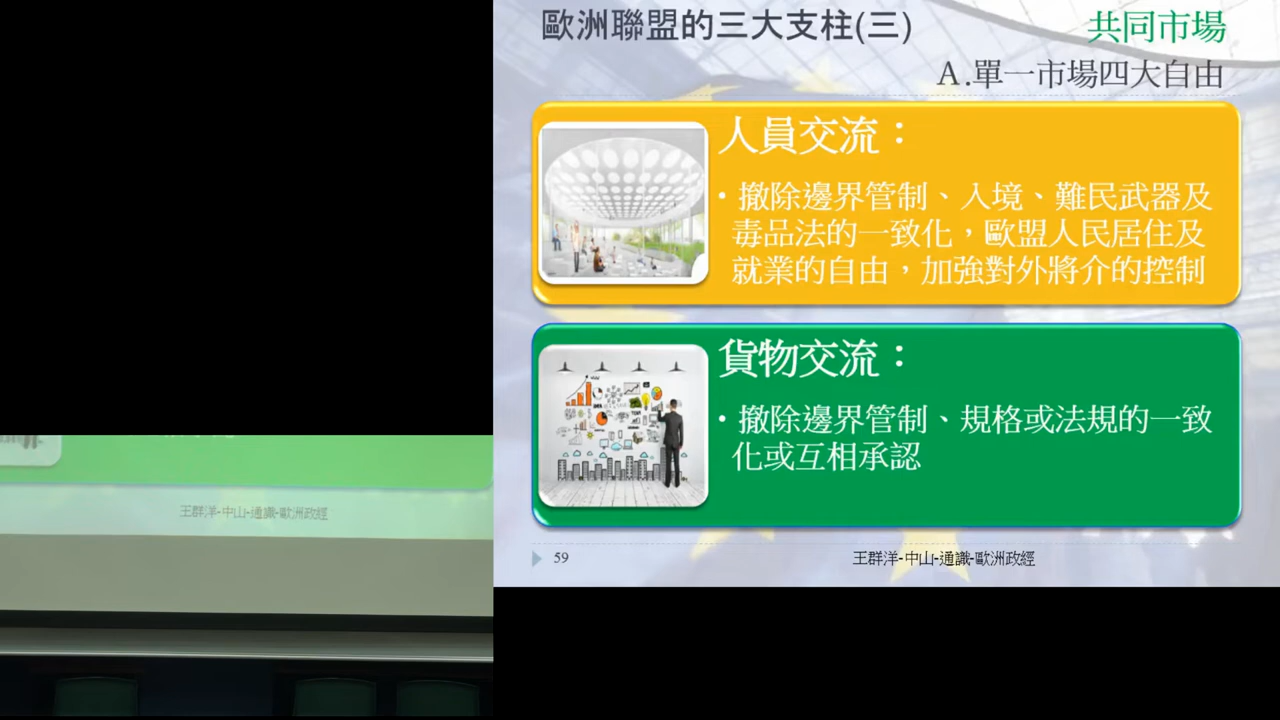 歐洲聯盟的三大支柱(三)
共同市場
A.單一市場四大自由
人員交流：
•撤除邊界管制、入境、難民武器及
毒品法的一致化，歐盟人民居住及
就業的自由，加強對外將介的控制
貨物交流：
•撤除邊界管制、規格或法規的一致
化或互相承認
59
王群洋-中山-通識-歐洲政經
王群洋-中山-通識-歐洲政經